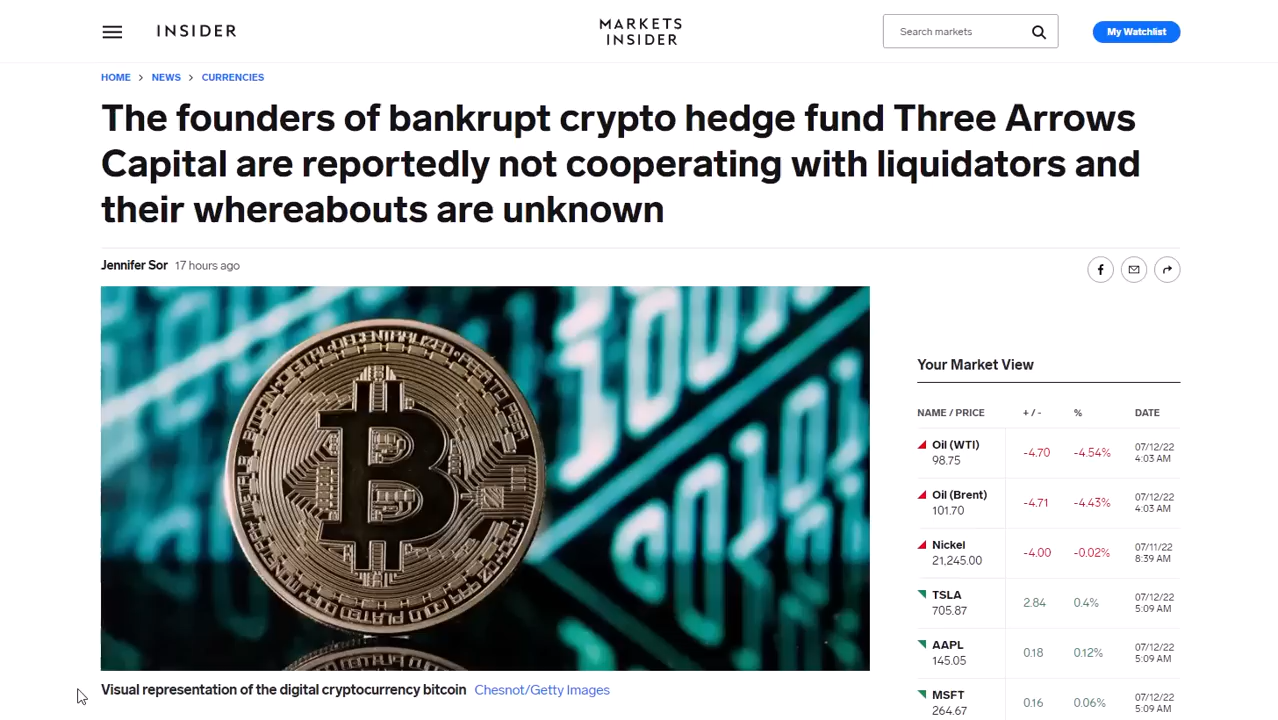 INSIDER
MARKETS
INSIDER
Search markets
My Watchlist
HOME > NEWS > CURRENCIES
The founders of bankrupt crypto hedge fund Three Arrows
Capital are reportedly not cooperating with liquidators and
their whereabouts are unknown
Jennifer Sor 17 hours ago
DECENTRALIZED
Visual representation of the digital cryptocurrency bitcoin Chesnot/Getty Images
Your Market View
NAME / PRICE + / - % DATE
Oil (WTI)
98.75 -4.70 -4.54% 07/12/22
4:03 AM
Oil (Brent)
101.70 -4.71 -4.43% 07/12/22
4:03 AM
Nickel
21,245.00 -4.00 -0.02% 07/11/22
8:39 AM
TSLA
705.87 2.84 0.4% 07/12/22
5:09 AM
AAPL
145.05 0.18 0.12% 07/12/22
5:09 AM
MSFT
264.67 0.16 0.06% 07/12/22
5:09 AM